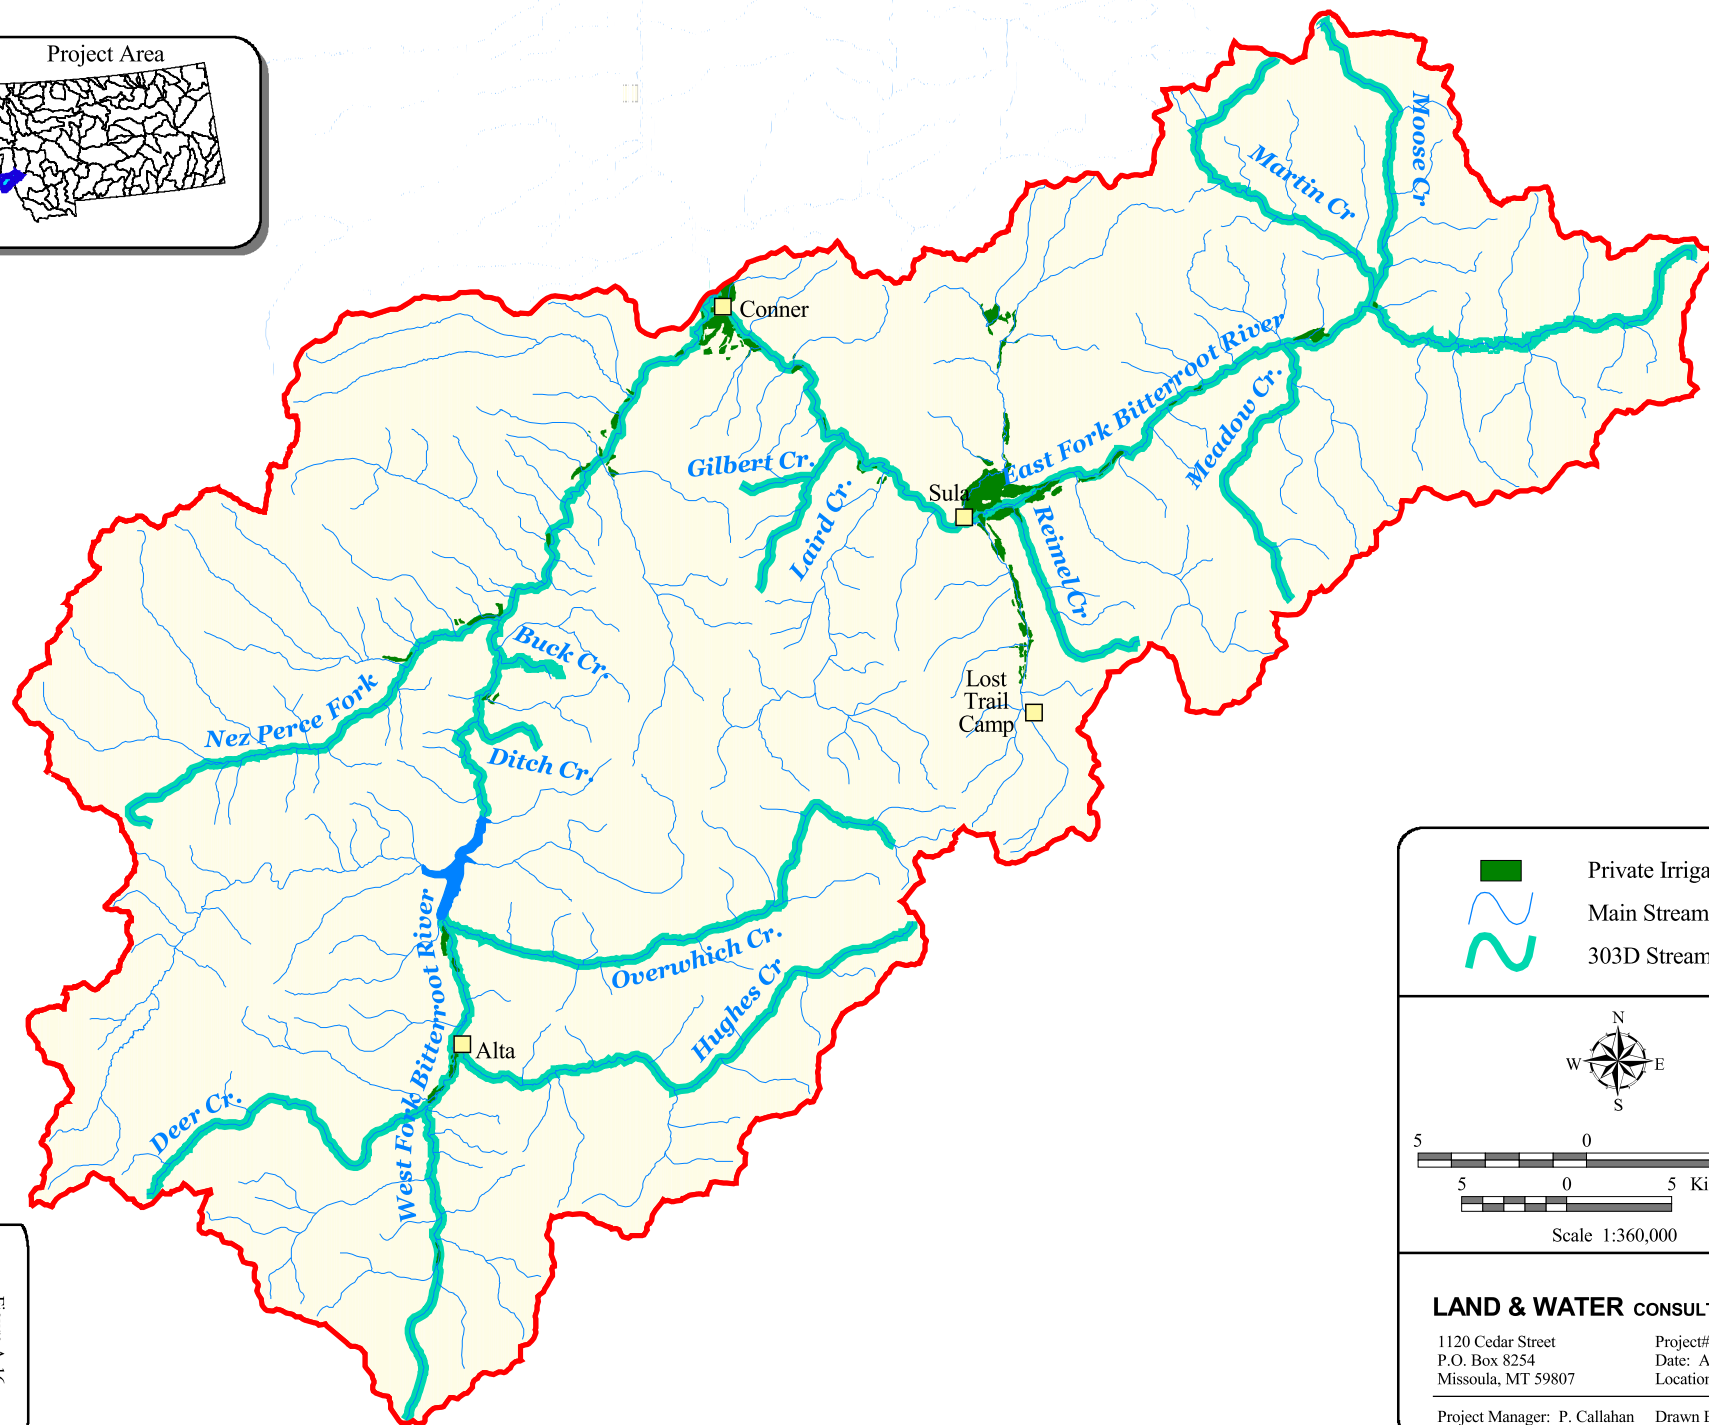 Project Area
Moose Cr
Martin Cr
Conner
East Fork Bitterroot River
Meadow Cr.
Gilbert Cr.
Laird Cr.
Sula
Reimel Cr.
Buck Cr.
Lost
Trail
Camp
Nez Perce Fork
Ditch Cr.
Overwhich Cr.
Hughes Cr
West Fork Bitterroot River
Alta
Deer Cr.
Private Irriga
Main Stream
303D Stream
N
W E
S
5 0
5 0 5 Ki
Scale 1:360,000
LAND & WATER CONSULT
1120 Cedar Street Project#
P.O. Box 8254 Date: A
Missoula, MT 59807 Location
Project Manager: P. Callahan Drawn B